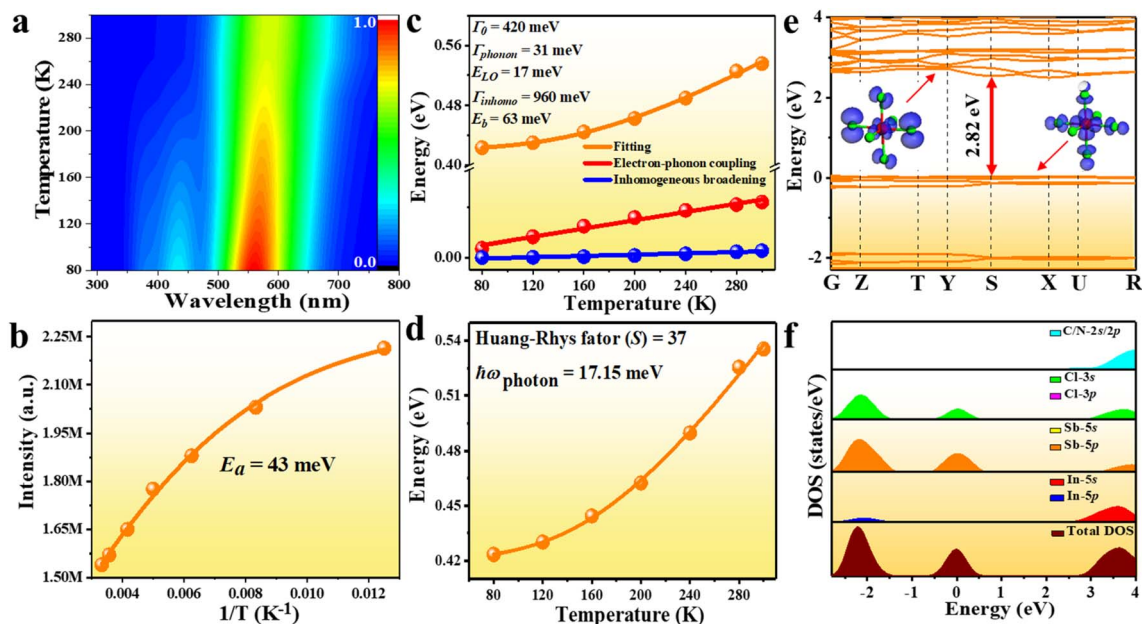 a
1.0
0.0
280
240
200
160
120
80
Temperature (K)
300 400 500 600 700
Wavelength (nm)
b
2.25M
2.10M
1.95M
1.80M
1.65M
1.50M
Intensity (a.u.)
E_a = 43 meV
0.004 0.006 0.008 0.010 0.012
1/T (K⁻¹)
c
Γ₀ = 420 meV
Γ_phonon = 31 meV
E_LO = 17 meV
Γ_inhomo = 960 meV
E_b = 63 meV
Fitting
Electron-phonon coupling
Inhomogeneous broadening
0.56
0.48
0.40
0.00
Energy (eV)
80 120 160 200 240 280
Temperature (K)
d
Huang-Rhys fator (S) = 37
ħω_photon = 17.15 meV
0.54
0.51
0.48
0.45
0.42
Energy (eV)
80 120 160 200 240 280
Temperature (K)
e
4
2
0
-2
Energy (eV)
2.82 eV
G Z T Y S X U R
f
C/N-2s/2p
Cl-3s
Cl-3p
Sb-5s
Sb-5p
In-5s
In-5p
Total DOS
DOS (states/eV)
-2 -1 0 1 2 3 4
Energy (eV)